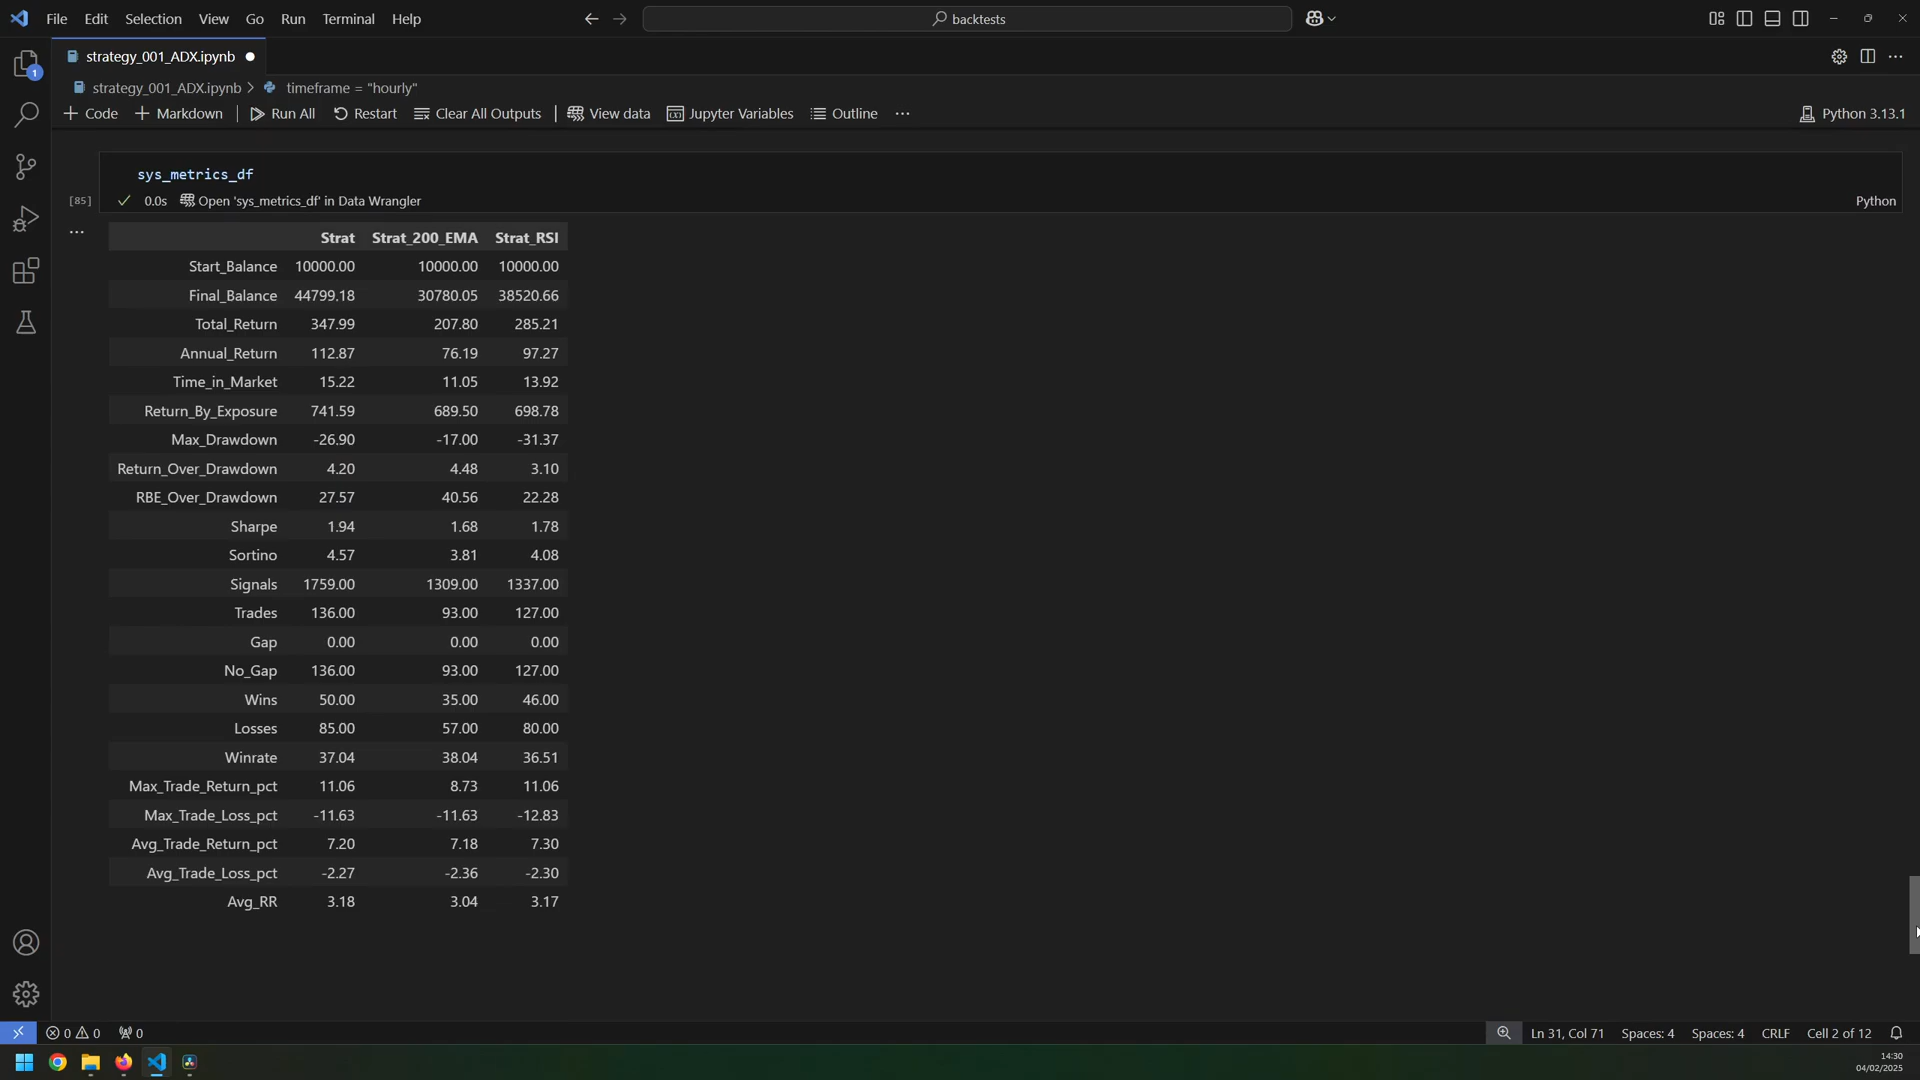 File Edit Selection View Go Run Terminal Help
backtests
strategy_001_ADX.ipynb
strategy_001_ADX.ipynb > timeframe = "hourly"
+ Code + Markdown | Run All Restart Clear All Outputs | View data Jupyter Variables Outline ...
Python 3.13.1
sys_metrics_df
[85] 0.0s Open 'sys_metrics_df' in Data Wrangler
Python
...
Strat Strat_200_EMA Strat_RSI
Start_Balance 10000.00 10000.00 10000.00
Final_Balance 44799.18 30780.05 38520.66
Total_Return 347.99 207.80 285.21
Annual_Return 112.87 76.19 97.27
Time_in_Market 15.22 11.05 13.92
Return_By_Exposure 741.59 689.50 698.78
Max_Drawdown -26.90 -17.00 -31.37
Return_Over_Drawdown 4.20 4.48 3.10
RBE_Over_Drawdown 27.57 40.56 22.28
Sharpe 1.94 1.68 1.78
Sortino 4.57 3.81 4.08
Signals 1759.00 1309.00 1337.00
Trades 136.00 93.00 127.00
Gap 0.00 0.00 0.00
No_Gap 136.00 93.00 127.00
Wins 50.00 35.00 46.00
Losses 85.00 57.00 80.00
Winrate 37.04 38.04 36.51
Max_Trade_Return_pct 11.06 8.73 11.06
Max_Trade_Loss_pct -11.63 -11.63 -12.83
Avg_Trade_Return_pct 7.20 7.18 7.30
Avg_Trade_Loss_pct -2.27 -2.36 -2.30
Avg_RR 3.18 3.04 3.17
1
0 0 0
Ln 31, Col 71 Spaces: 4 Spaces: 4 CRLF Cell 2 of 12
14:30
04/02/2025